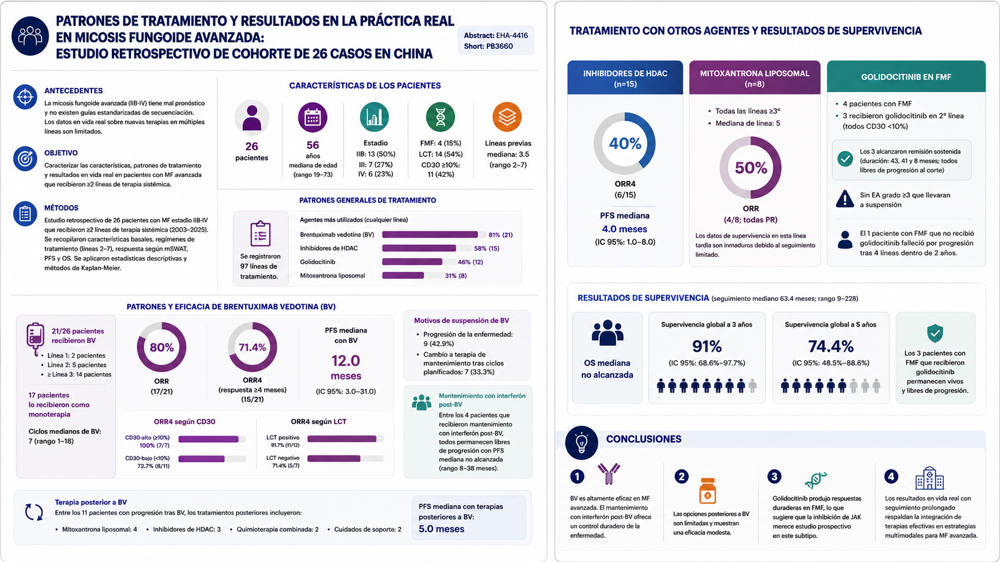 PATRONES DE TRATAMIENTO Y RESULTADOS EN LA PRÁCTICA REAL
EN MICOSIS FUNGOIDE AVANZADA:
ESTUDIO RETROSPECTIVO DE COHORTE DE 26 CASOS EN CHINA
Abstract: EHA-4416
Short: PB3660
ANTECEDENTES
La micosis fungoide avanzada (IIB-IV) tiene mal pronóstico
y no existen guías estandarizadas de secuenciación.
Los datos en vida real sobre nuevas terapias en múltiples
líneas son limitados.
OBJETIVO
Caracterizar las características, patrones de tratamiento
y resultados en vida real en pacientes con MF avanzada
que recibieron ≥2 líneas de terapia sistémica.
MÉTODOS
Estudio retrospectivo de 26 pacientes con MF estadio IIB-IV
que recibieron ≥2 líneas de terapia sistémica (2003–2025).
Se recopilaron características basales, regímenes de
tratamiento (líneas 2–7), respuesta según mSWAT,
PFS y OS. Se aplicaron estadísticas descriptivas y
métodos de Kaplan-Meier.
CARACTERÍSTICAS DE LOS PACIENTES
26
pacientes
56
años
mediana de edad
(rango 19–73)
Estadio
IIB: 13 (50%)
III: 7 (27%)
IV: 6 (23%)
FMF: 4 (15%)
LCT: 14 (54%)
CD30 ≥10%:
11 (42%)
Líneas previas
mediana: 3.5
(rango 2–7)
PATRONES GENERALES DE TRATAMIENTO
Se registraron
97 líneas de
tratamiento.
Agentes más utilizados (cualquier línea)
Brentuximab vedotina (BV) 81% (21)
Inhibidores de HDAC 58% (15)
Golidocitinib 46% (12)
Mitoxantrona liposomal 31% (8)
PATRONES Y EFICACIA DE BRENTUXIMAB VEDOTINA (BV)
21/26 pacientes
recibieron BV
• Línea 1: 2 pacientes
• Línea 2: 5 pacientes
• ≥ Línea 3: 14 pacientes
17 pacientes
lo recibieron como
monoterapia
Ciclos medianos de BV:
7 (rango 1–18)
80%
ORR
(17/21)
71.4%
ORR4
(respuesta ≥4 meses)
(15/21)
PFS mediana
con BV
12.0
meses
(IC 95%: 3.0–31.0)
ORR4 según CD30
CD30-alto (≥10%)
100% (7/7)
CD30-bajo (<10%)
72.7% (8/11)
ORR4 según LCT
LCT positivo
91.7% (11/12)
LCT negativo
71.4% (5/7)
Motivos de suspensión de BV
• Progresión de la enfermedad:
9 (42.9%)
• Cambio a terapia de
mantenimiento tras ciclos
planificados: 7 (33.3%)
Mantenimiento con interferón
post-BV
Entre los 4 pacientes que
recibieron mantenimiento
con interferón post-BV,
todos permanecen libres
de progresión con PFS
mediana no alcanzada
(rango 8–38 meses).
Terapia posterior a BV
Entre los 11 pacientes con progresión tras BV, los tratamientos posteriores incluyeron:
• Mitoxantrona liposomal: 4 • Inhibidores de HDAC: 3 • Quimioterapia combinada: 2 • Cuidados de soporte: 2
PFS mediana con terapias
posteriores a BV:
5.0 meses
TRATAMIENTO CON OTROS AGENTES Y RESULTADOS DE SUPERVIVENCIA
INHIBIDORES DE HDAC
(n=15)
40%
ORR4
(6/15)
PFS mediana
4.0 meses
(IC 95%: 1.0–8.0)
MITOXANTRONA LIPOSOMAL
(n=8)
• Todas las líneas ≥3ª
• Mediana de línea: 5
50%
ORR
(4/8; todas PR)
Los datos de supervivencia en esta línea
tardía son inmaduros debido al seguimiento
limitado.
GOLIDOCITINIB EN FMF
• 4 pacientes con FMF
• 3 recibieron golidocitinib en 2ª línea
(todos CD30 <10%)
Los 3 alcanzaron remisión sostenida
(duración: 43, 41 y 8 meses; todos
libres de progresión al corte)
Sin EA grado ≥3 que llevaran
a suspensión
El 1 paciente con FMF que no recibió
golidocitinib falleció por progresión
tras 4 líneas dentro de 2 años.
RESULTADOS DE SUPERVIVENCIA (seguimiento mediano 63.4 meses; rango 9–228)
OS mediana
no alcanzada
Supervivencia global a 3 años
91%
(IC 95%: 68.6%–97.7%)
Supervivencia global a 5 años
74.4%
(IC 95%: 48.5%–88.6%)
Los 3 pacientes con
FMF que recibieron
golidocitinib
permanecen vivos
y libres de progresión.
CONCLUSIONES
1
BV es altamente eficaz en MF
avanzada. El mantenimiento
con interferón post-BV ofrece
un control duradero de la
enfermedad.
2
Las opciones posteriores a BV
son limitadas y muestran
una eficacia modesta.
3
Golidocitinib produjo respuestas
duraderas en FMF, lo que
sugiere que la inhibición de JAK
merece estudio prospectivo
en este subtipo.
4
Los resultados en vida real con
seguimiento prolongado
respaldan la integración de
terapias efectivas en estrategias
multimodales para MF avanzada.